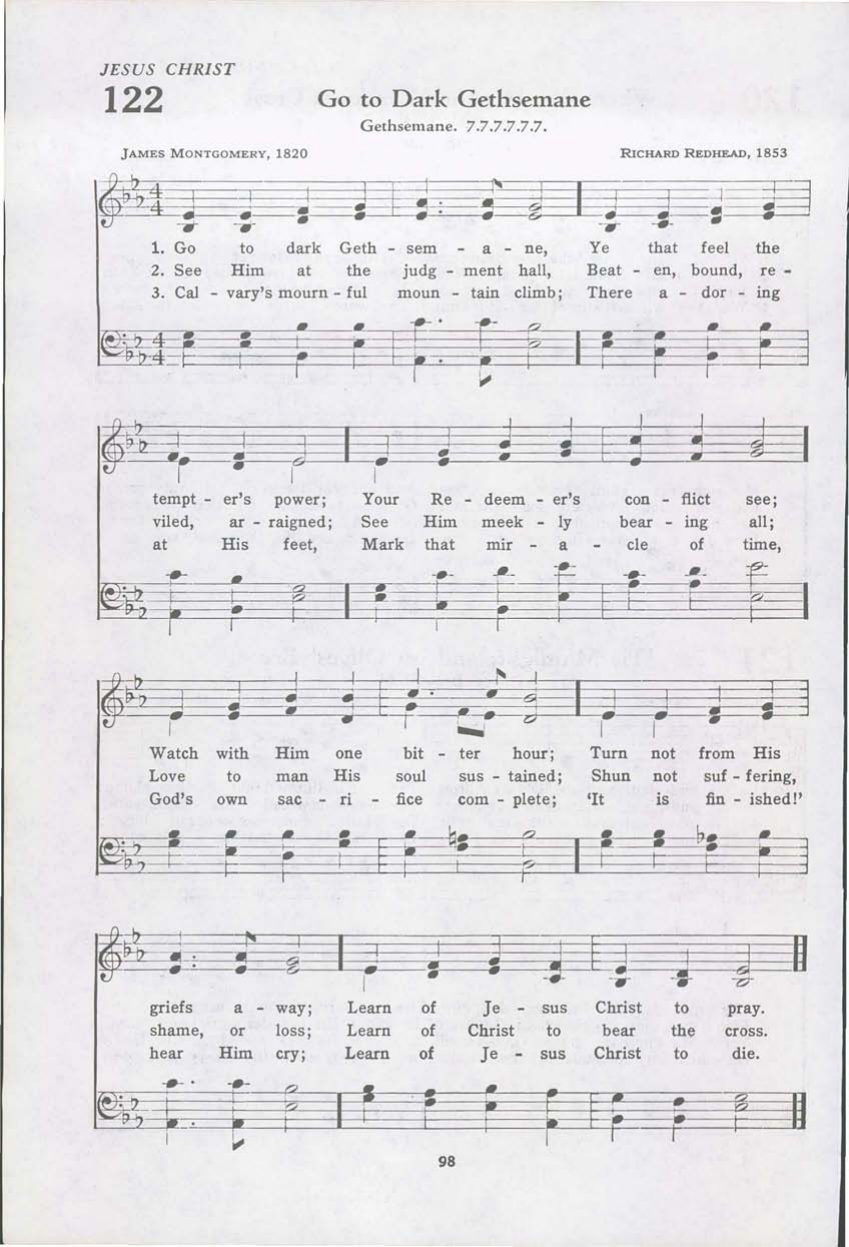 JESUS CHRIST
122 Go to Dark Gethsemane
Gethsemane. 7.7.7.7.7.7.
JAMES MONTGOMERY, 1820 RICHARD REDHEAD, 1853
1. Go to dark Geth - sem - a - ne, Ye that feel the
2. See Him at the judg - ment hall, Beat - en, bound, re -
3. Cal - vary's mourn - ful moun - tain climb; There a - dor - ing
tempt - er's power; Your Re - deem - er's con - flict see;
viled, ar - raigned; See Him meek - ly bear - ing all;
at His feet, Mark that mir - a - cle of time,
Watch with Him one bit - ter hour; Turn not from His
Love to man His soul sus - tained; Shun not suf - fering,
God's own sac - ri - fice com - plete; 'It is fin - ished!'
griefs a - way; Learn of Je - sus Christ to pray.
shame, or loss; Learn of Christ to bear the cross.
hear Him cry; Learn of Je - sus Christ to die.
98